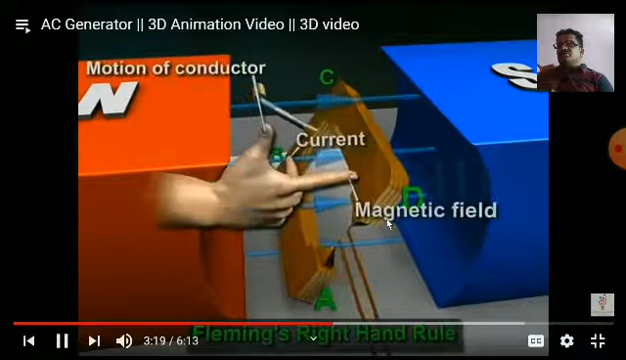 AC Generator || 3D Animation Video || 3D video
Motion of conductor
N
S
C
Current
B
D
Magnetic field
A
Fleming's Right Hand Rule
3:19 / 6:13
CC